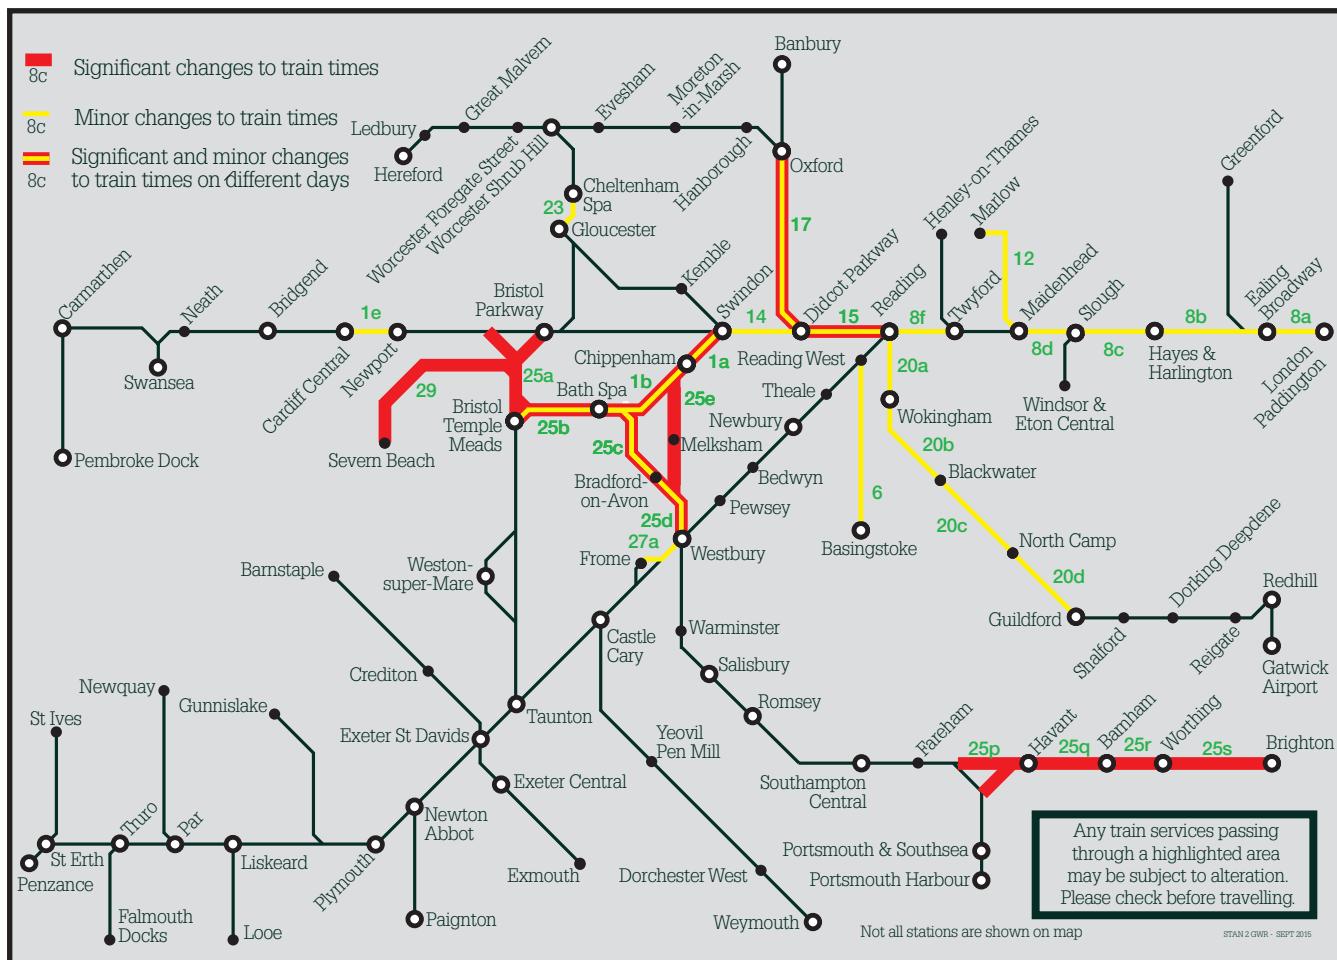 8c
Significant changes to train times
8c
Minor changes to train times
8c
Significant and minor changes
to train times on different days
Banbury
Great Malvern
Evesham
Moreton
-in-Marsh
Ledbury
Hereford
Worcester Foregate Street
Worcester Shrub Hill
Hanborough
Oxford
Henley-on-Thames
Marlow
Greenford
Cheltenham
Spa
23
Gloucester
17
12
Carmarthen
Neath
Bridgend
1e
Bristol
Parkway
Kemble
Swindon
Didcot Parkway
Reading
Twyford
Maidenhead
Slough
Ealing
Broadway
14
15
8f
8d
8c
8b
8a
Swansea
Cardiff Central
Newport
Chippenham
1a
Reading West
20a
Hayes &
Harlington
London
Paddington
29
25a
1b
Bath Spa
25e
Theale
Wokingham
Windsor &
Eton Central
Bristol
Temple
Meads
25b
Newbury
Severn Beach
25c
Melksham
20b
Pembroke Dock
Bradford-
on-Avon
Bedwyn
Blackwater
6
Pewsey
25d
20c
27a
Westbury
Basingstoke
North Camp
Frome
Weston-
super-Mare
Barnstaple
20d
Dorking Deepdene
Redhill
Guildford
Shalford
Reigate
Gatwick
Airport
Warminster
Castle
Cary
Salisbury
Crediton
Newquay
Gunnislake
St Ives
Romsey
Taunton
Exeter St Davids
Yeovil
Pen Mill
Fareham
Havant
Barnham
Worthing
25p
25q
25r
25s
Brighton
Exeter Central
Southampton
Central
Newton
Abbot
Truro
Par
St Erth
Liskeard
Plymouth
Penzance
Exmouth
Dorchester West
Portsmouth & Southsea
Portsmouth Harbour
Falmouth
Docks
Looe
Paignton
Weymouth
Any train services passing
through a highlighted area
may be subject to alteration.
Please check before travelling.
Not all stations are shown on map
STAN 2 GWR - SEPT 2015